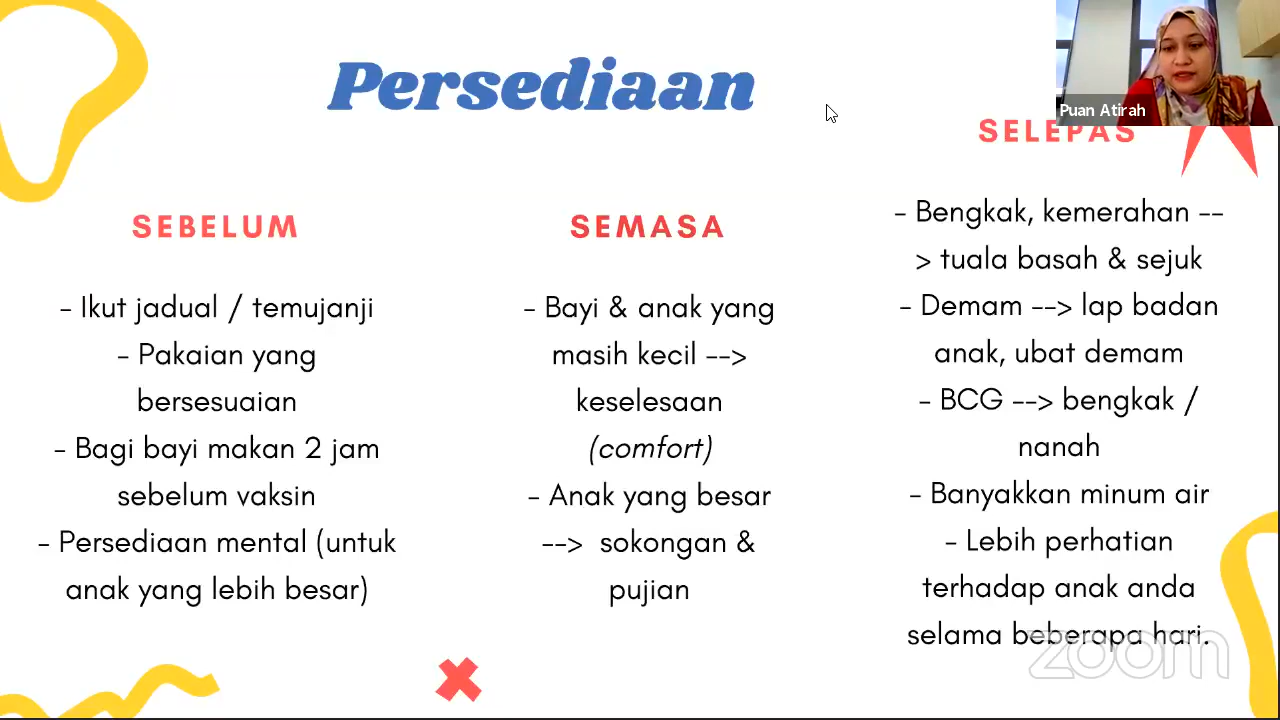 Persediaan
Puan Atirah
SEBELUM
- Ikut jadual / temujanji
- Pakaian yang
bersesuaian
- Bagi bayi makan 2 jam
sebelum vaksin
- Persediaan mental (untuk
anak yang lebih besar)
SEMASA
- Bayi & anak yang
masih kecil -->
keselesaan
(comfort)
- Anak yang besar
--> sokongan &
pujian
SELEPAS
- Bengkak, kemerahan --
> tuala basah & sejuk
- Demam --> lap badan
anak, ubat demam
- BCG --> bengkak /
nanah
- Banyakkan minum air
- Lebih perhatian
terhadap anak anda
selama beberapa hari.
zoom